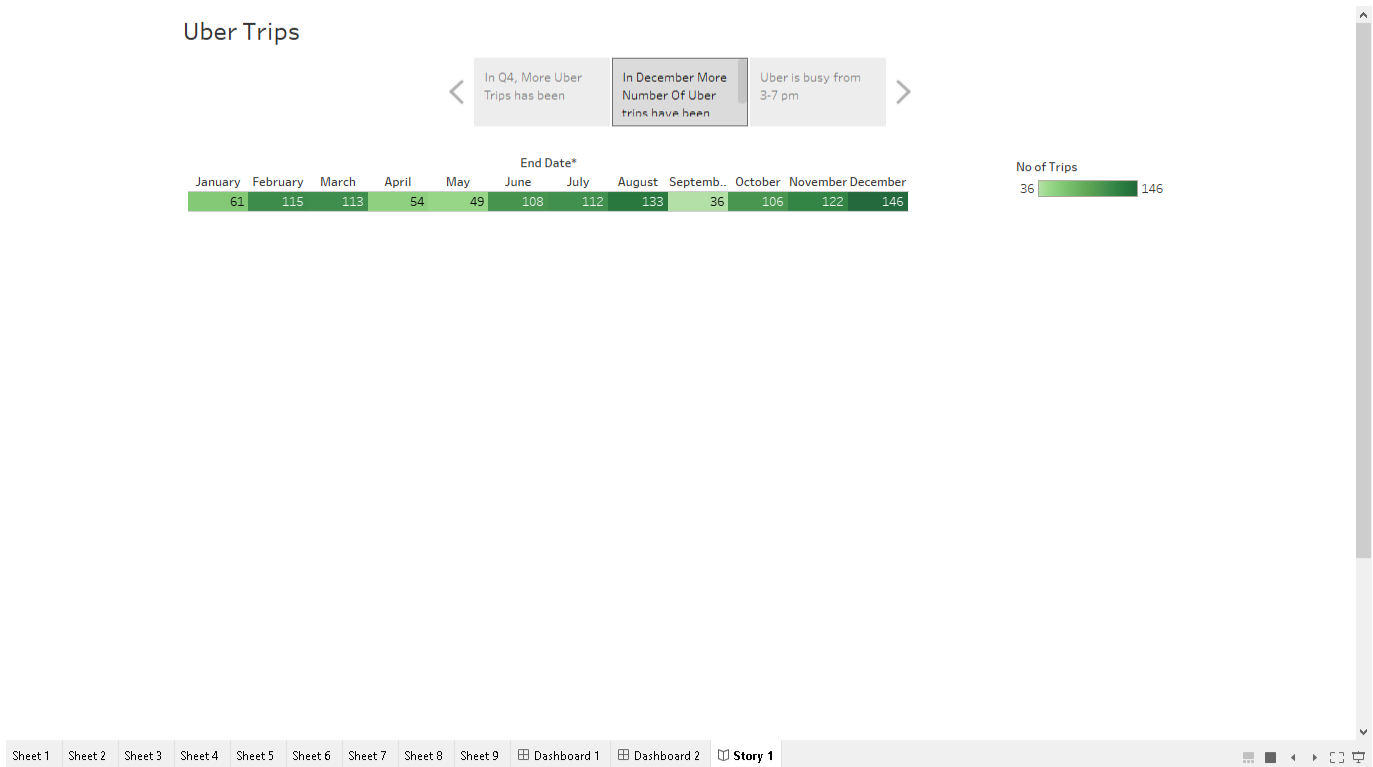 Uber Trips
In Q4, More Uber
Trips has been
In December More
Number Of Uber
trips have been
Uber is busy from
3-7 pm
End Date*
January February March April May June July August Septemb.. October November December
61 115 113 54 49 108 112 133 36 106 122 146
No of Trips
36 146
Sheet 1 Sheet 2 Sheet 3 Sheet 4 Sheet 5 Sheet 6 Sheet 7 Sheet 8 Sheet 9 Dashboard 1 Dashboard 2 Story 1